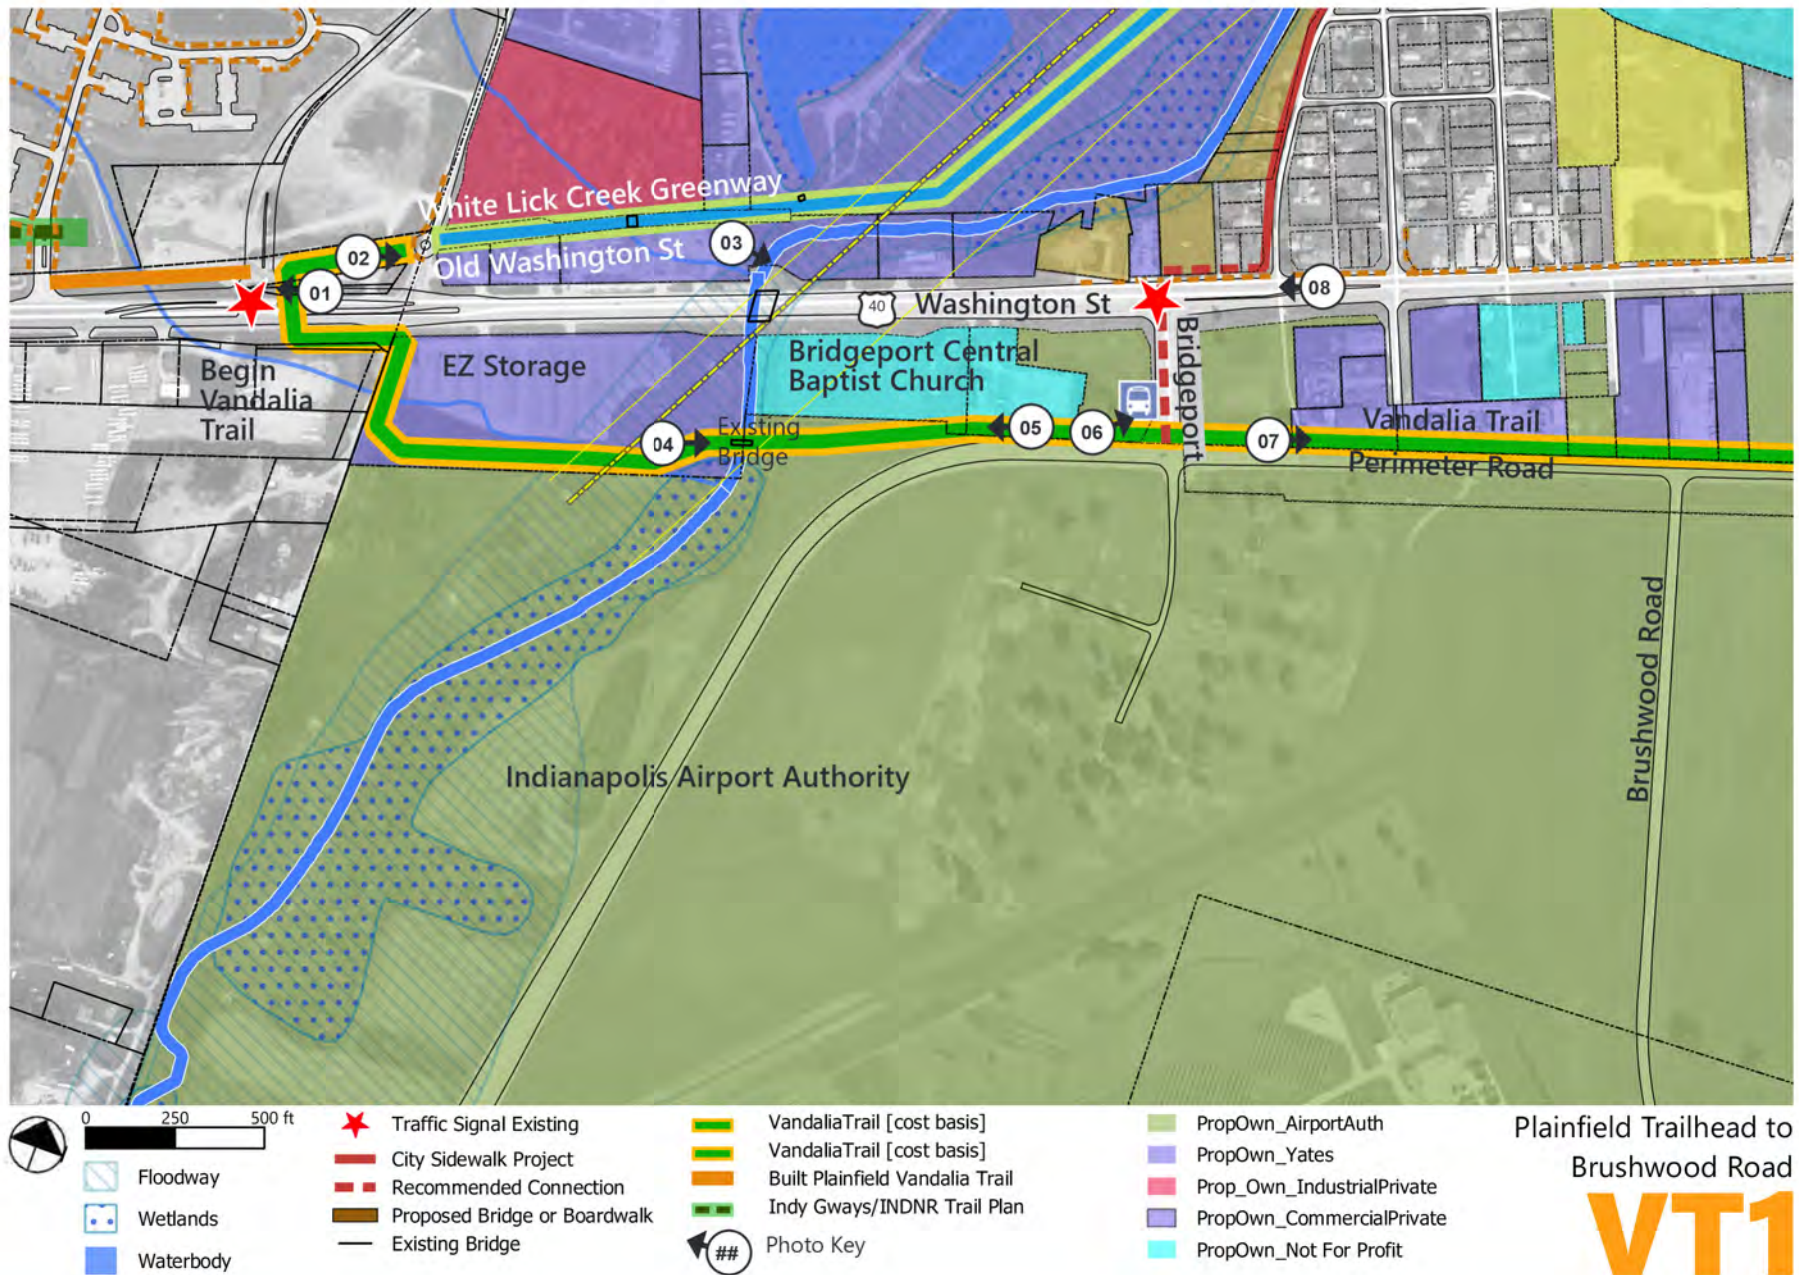 White Lick Creek Greenway
02
03
Old Washington St
01
40
Washington St
08
Begin
Vandalia
Trail
EZ Storage
Bridgeport Central
Baptist Church
Bridgeport
04
Existing
Bridge
05
06
07
Vandalia Trail
Perimeter Road
Brushwood Road
Indianapolis Airport Authority
0 250 500 ft
Floodway
Wetlands
Waterbody
Traffic Signal Existing
City Sidewalk Project
Recommended Connection
Proposed Bridge or Boardwalk
Existing Bridge
VandaliaTrail [cost basis]
VandaliaTrail [cost basis]
Built Plainfield Vandalia Trail
Indy Gways/INDNR Trail Plan
## Photo Key
PropOwn_AirportAuth
PropOwn_Yates
Prop_Own_IndustrialPrivate
PropOwn_CommercialPrivate
PropOwn_Not For Profit
Plainfield Trailhead to
Brushwood Road
VT1